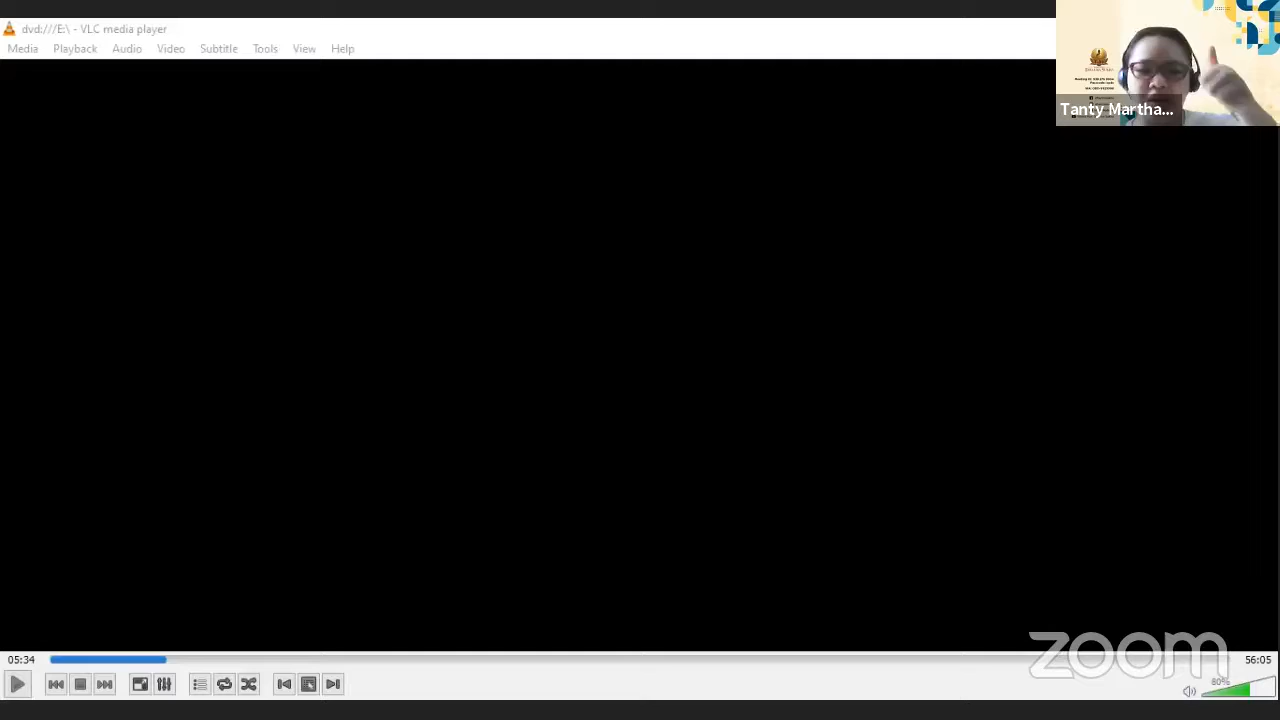 dvd:///E:\ - VLC media player
Media Playback Audio Video Subtitle Tools View Help
Tanty Martha...
05:34
56:05
80%
zoom